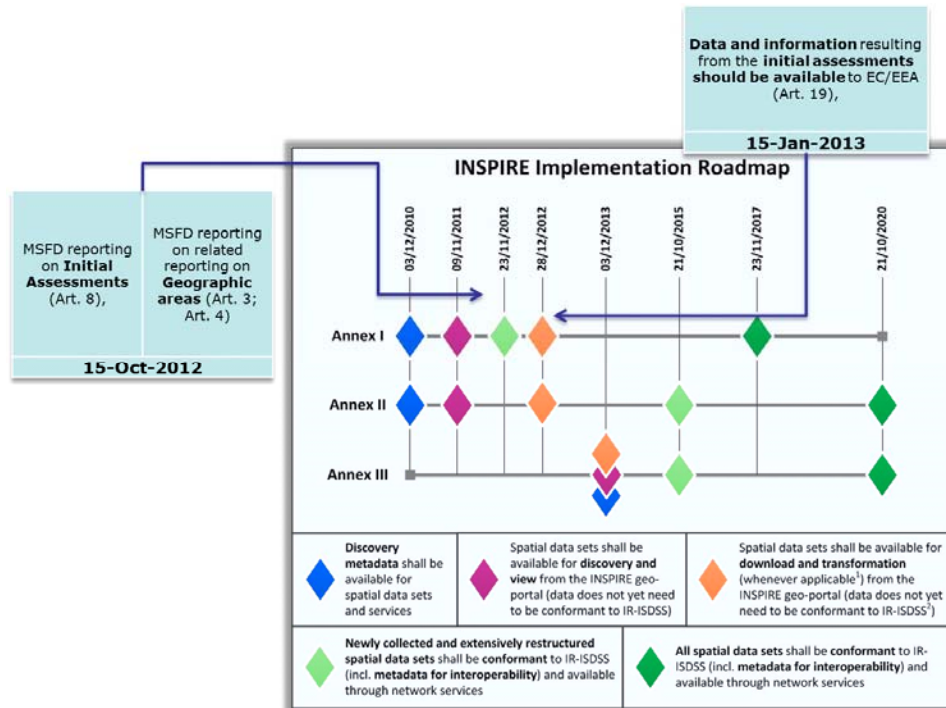 Data and information resulting
from the initial assessments
should be available to EC/EEA
(Art. 19),
15-Jan-2013
MSFD reporting
on Initial
Assessments
(Art. 8),
MSFD reporting
on related
reporting on
Geographic
areas (Art. 3;
Art. 4)
15-Oct-2012
INSPIRE Implementation Roadmap
03/12/2010
09/11/2011
23/11/2012
28/12/2012
03/12/2013
21/10/2015
23/11/2017
21/10/2020
Annex I
Annex II
Annex III
Discovery
metadata shall be
available for
spatial data sets
and services
Spatial data sets shall be
available for discovery and
view from the INSPIRE geo-
portal (data does not yet
need to be conformant to IR-ISDSS)
Spatial data sets shall be available for
download and transformation
(whenever applicable¹) from the
INSPIRE geo-portal (data does not yet
need to be conformant to IR-ISDSS²)
Newly collected and extensively restructured
spatial data sets shall be conformant to IR-ISDSS
(incl. metadata for interoperability) and available
through network services
All spatial data sets shall be conformant to IR-
ISDSS (incl. metadata for interoperability) and
available through network services